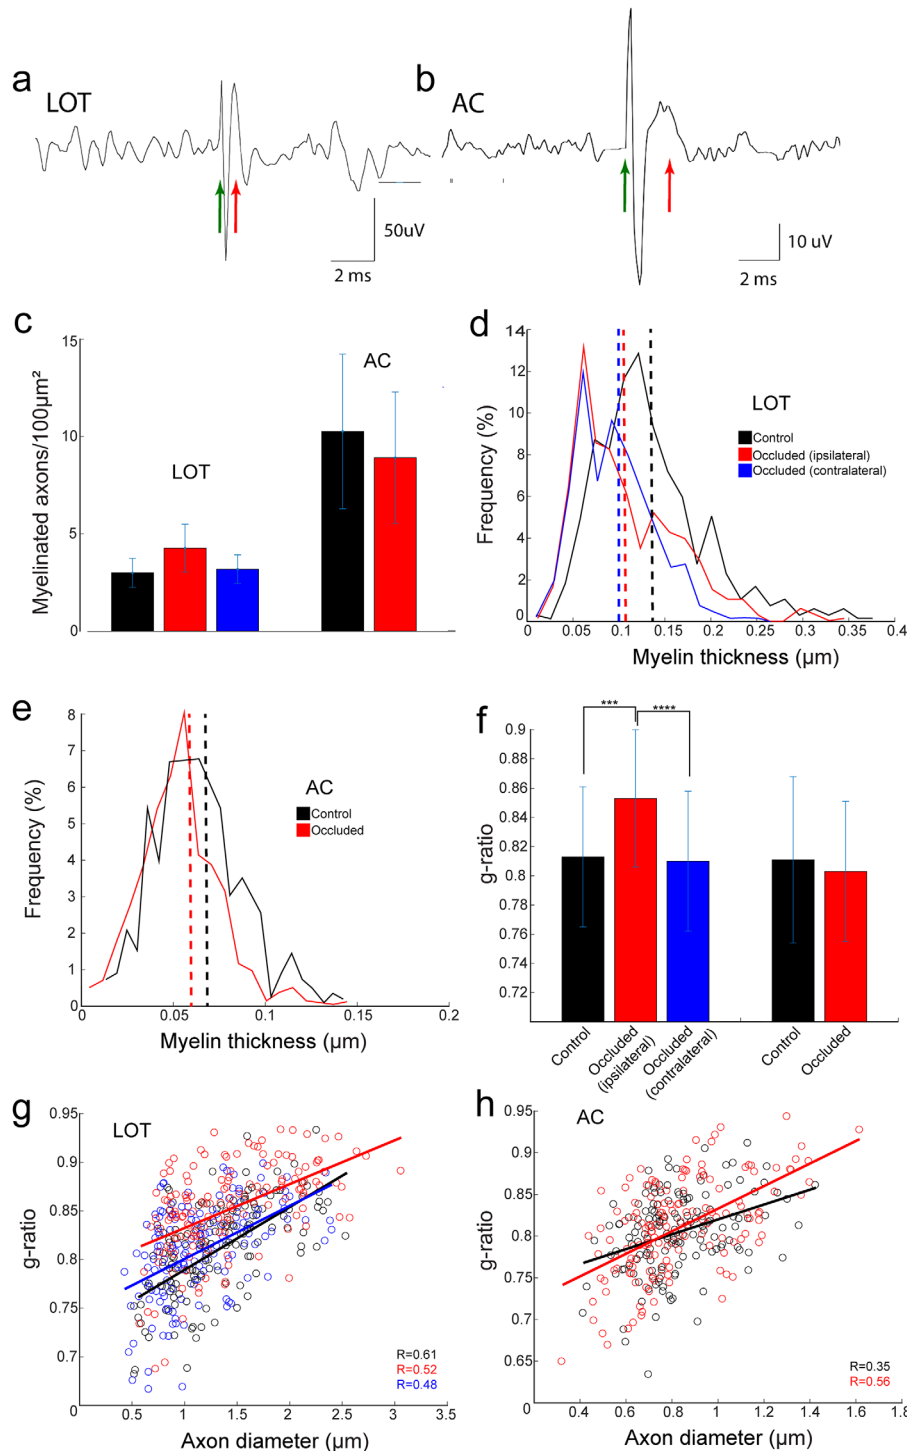 a
LOT
50uV
2 ms
b
AC
10 uV
2 ms
c
Myelinated axons/100µm²
15
10
5
0
LOT
AC
d
Frequency (%)
14
12
10
8
6
4
2
0
LOT
Control
Occluded (ipsilateral)
Occluded (contralateral)
0 0.05 0.1 0.15 0.2 0.25 0.3 0.35 0.4
Myelin thickness (µm)
e
Frequency (%)
8
7
6
5
4
3
2
1
0
AC
Control
Occluded
0 0.05 0.1 0.15 0.2
Myelin thickness (µm)
f
g-ratio
0.9
0.88
0.86
0.84
0.82
0.8
0.78
0.76
0.74
0.72
***
****
Control
Occluded
(ipsilateral)
Occluded
(contralateral)
Control
Occluded
g
LOT
g-ratio
0.95
0.9
0.85
0.8
0.75
0.7
R=0.61
R=0.52
R=0.48
0.5 1 1.5 2 2.5 3 3.5
Axon diameter (µm)
h
AC
g-ratio
0.95
0.9
0.85
0.8
0.75
0.7
0.65
R=0.35
R=0.56
0.4 0.6 0.8 1 1.2 1.4 1.6 1.8
Axon diameter (µm)